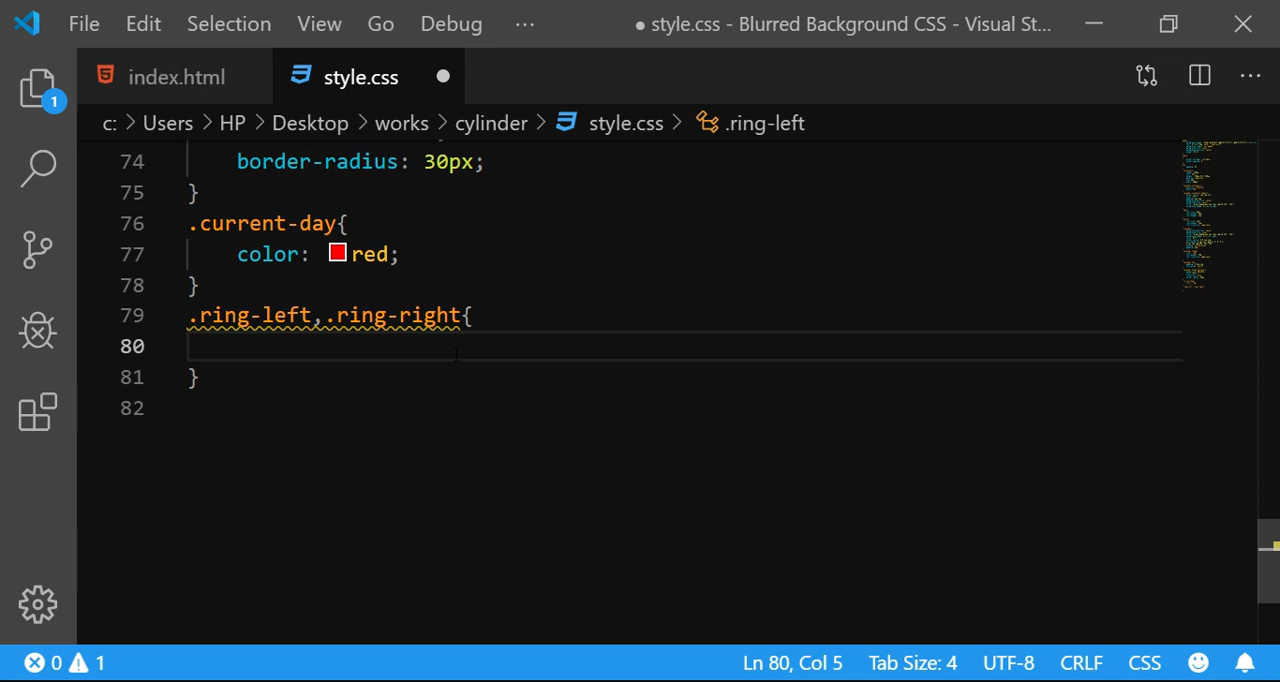 File Edit Selection View Go Debug ··· ● style.css - Blurred Background CSS - Visual St...
index.html style.css ● ···
1
c: > Users > HP > Desktop > works > cylinder > style.css > .ring-left
74 border-radius: 30px;
75 }
76 .current-day{
77 color: red;
78 }
79 .ring-left,.ring-right{
80
81 }
82
0 1 Ln 80, Col 5 Tab Size: 4 UTF-8 CRLF CSS